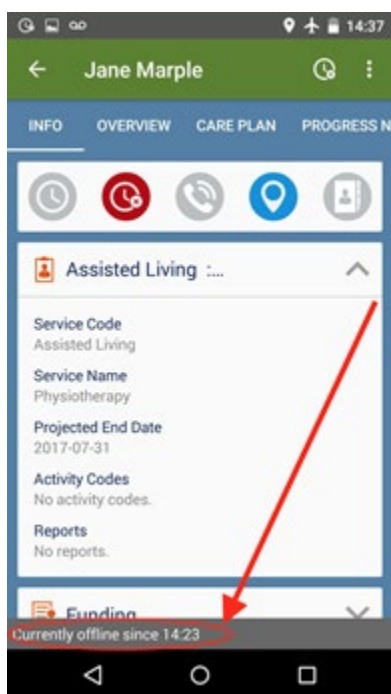 14:37
Jane Marple
INFO OVERVIEW CARE PLAN PROGRESS N
Assisted Living :...
Service Code
Assisted Living
Service Name
Physiotherapy
Projected End Date
2017-07-31
Activity Codes
No activity codes.
Reports
No reports.
Funding
Currently offline since 14:23